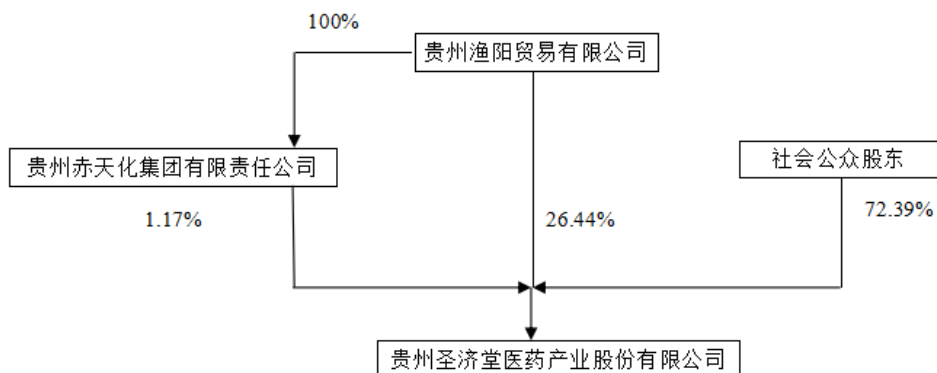 100%
贵州渔阳贸易有限公司
贵州赤天化集团有限责任公司
社会公众股东
1.17%
26.44%
72.39%
贵州圣济堂医药产业股份有限公司